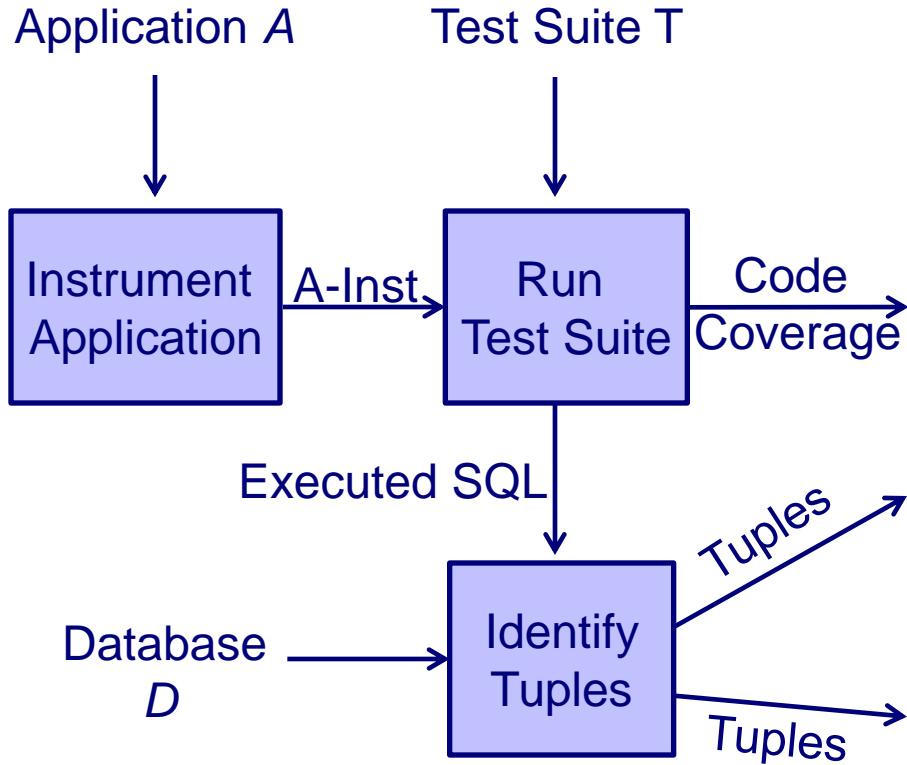 Application A
Test Suite T
Instrument
Application
A-Inst
Run
Test Suite
Code
Coverage
Executed SQL
Tuples
Database
D
Identify
Tuples
Tuples